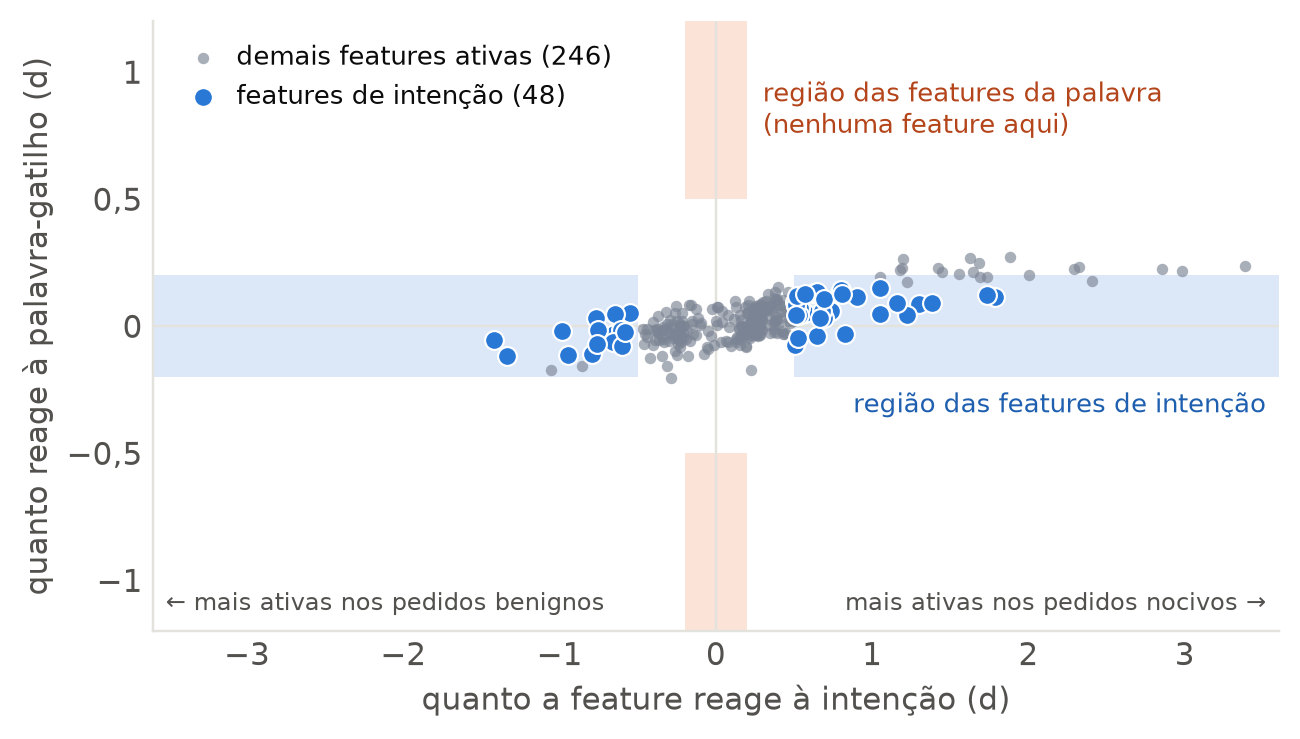 demais features ativas (246)
features de intenção (48)
região das features da palavra
(nenhuma feature aqui)
região das features de intenção
← mais ativas nos pedidos benignos
mais ativas nos pedidos nocivos →
quanto reage à palavra-gatilho (d)
1
0,5
0
−0,5
−1
−3
−2
−1
0
1
2
3
quanto a feature reage à intenção (d)